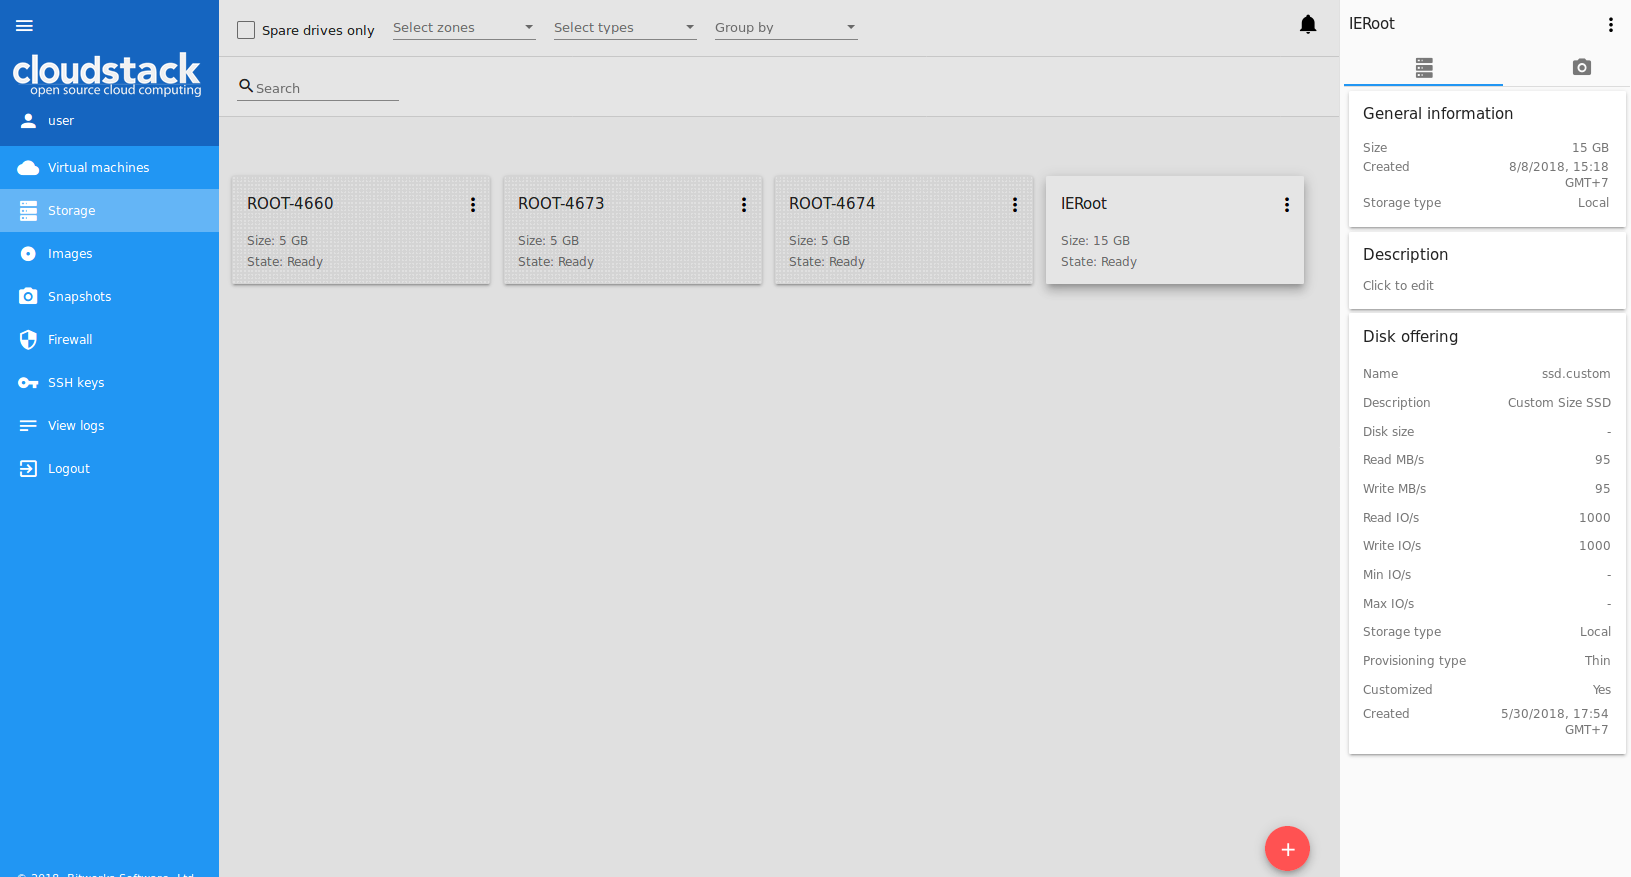 cloudstack
open source cloud computing
user
Virtual machines
Storage
Images
Snapshots
Firewall
SSH keys
View logs
Logout
© 2018, Bitworks Software, Ltd
Spare drives only
Select zones
Select types
Group by
Search
ROOT-4660
Size: 5 GB
State: Ready
ROOT-4673
Size: 5 GB
State: Ready
ROOT-4674
Size: 5 GB
State: Ready
IERoot
Size: 15 GB
State: Ready
IERoot
General information
Size 15 GB
Created 8/8/2018, 15:18
GMT+7
Storage type Local
Description
Click to edit
Disk offering
Name ssd.custom
Description Custom Size SSD
Disk size -
Read MB/s 95
Write MB/s 95
Read IO/s 1000
Write IO/s 1000
Min IO/s -
Max IO/s -
Storage type Local
Provisioning type Thin
Customized Yes
Created 5/30/2018, 17:54
GMT+7